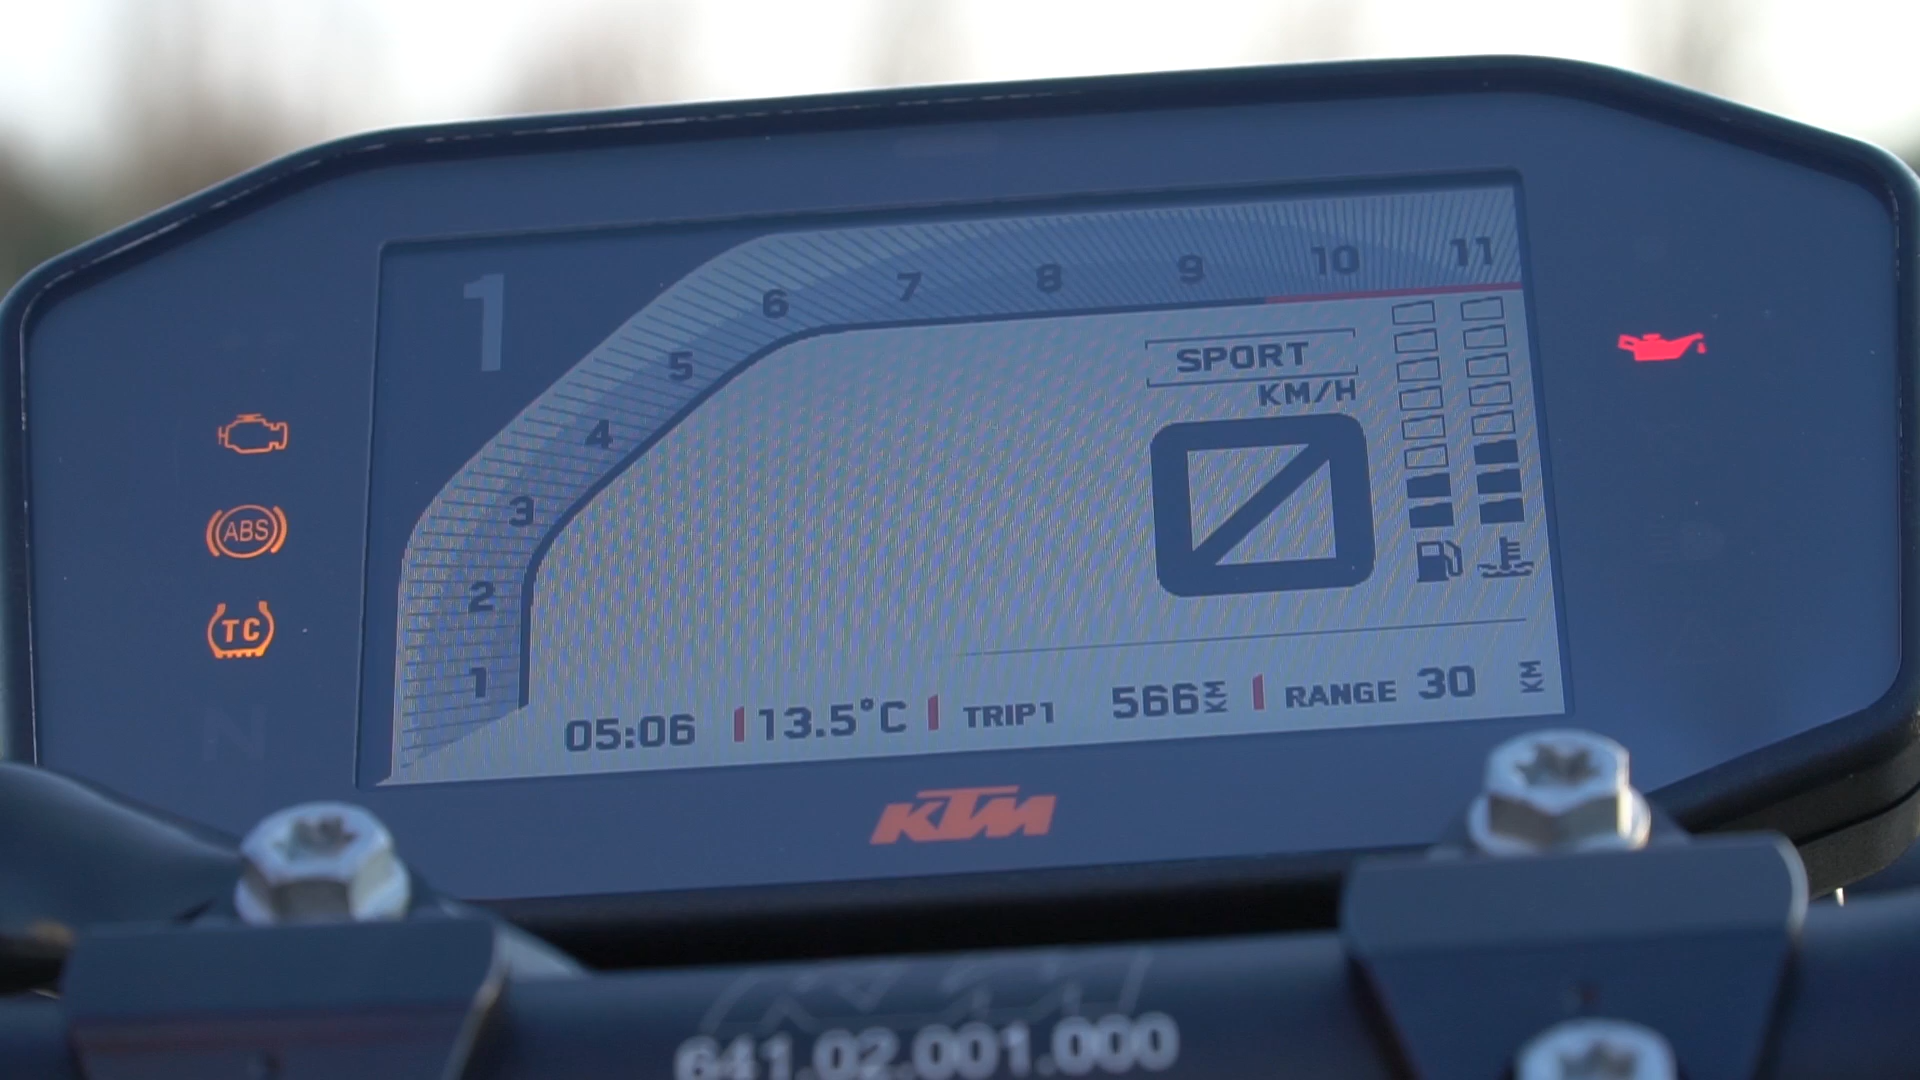 1
1 2 3 4 5 6 7 8 9 10 11
SPORT
KM/H
0
ABS
TC
N
05:06 13.5°C TRIP1 566 KM RANGE 30 KM
KTM
641.02.001.000